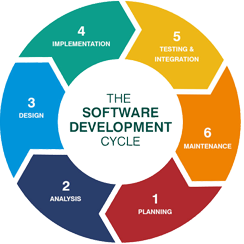 THE
SOFTWARE
DEVELOPMENT
CYCLE
1
PLANNING
2
ANALYSIS
3
DESIGN
4
IMPLEMENTATION
5
TESTING &
INTEGRATION
6
MAINTENANCE